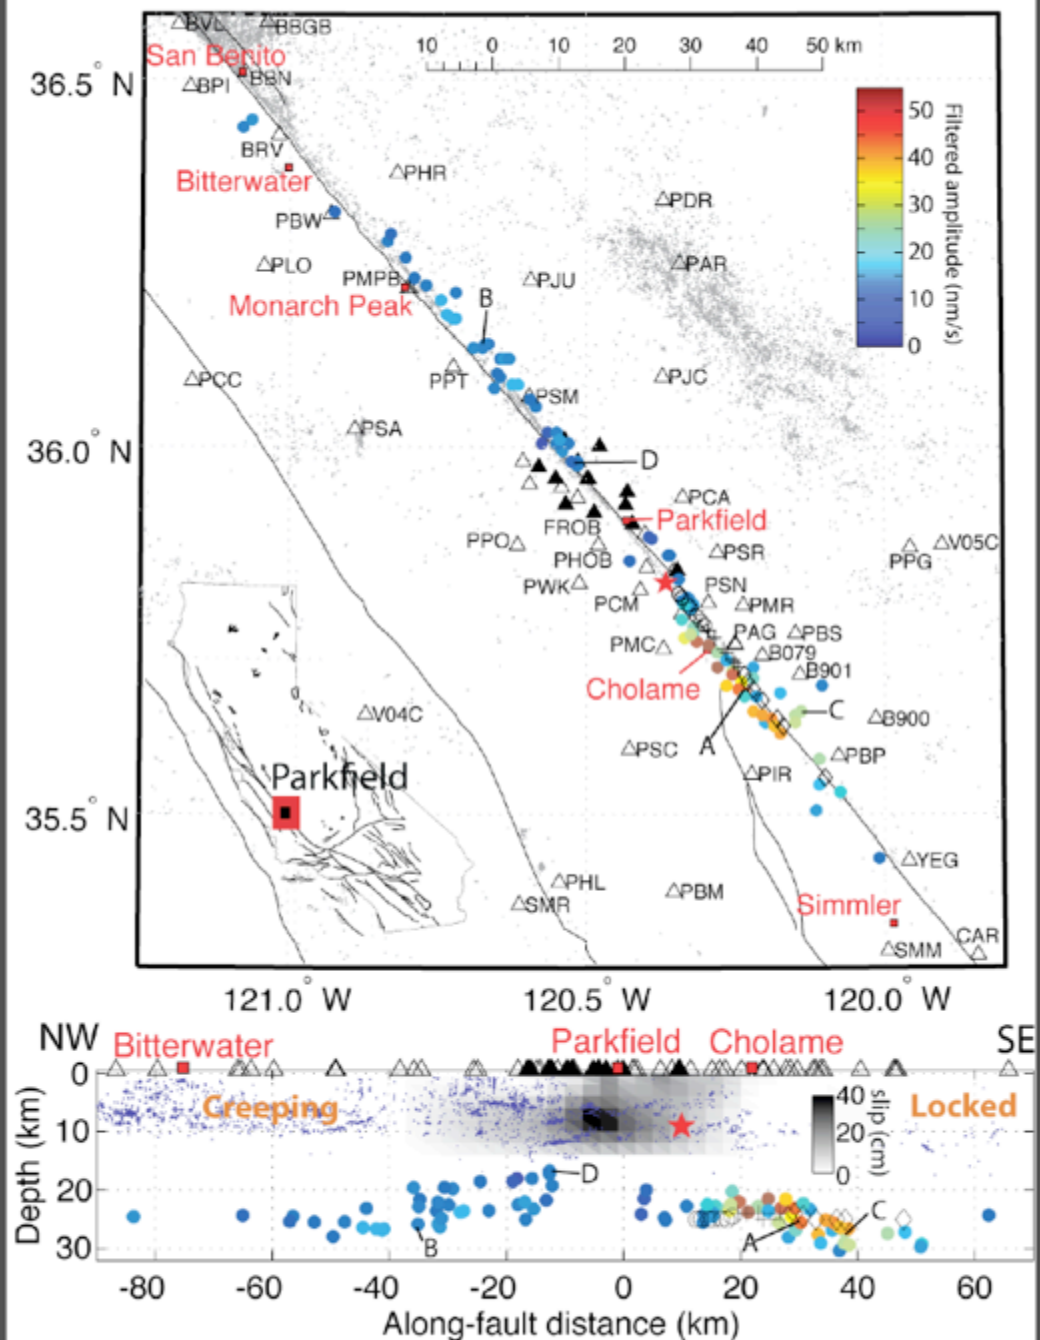 BVL BBGB
San Benito
BBN
BPI
10 0 10 20 30 40 50 km
36.5° N
BRV
Bitterwater
PHR
PBW
PDR
PLO
PMPB
PJU
PAR
Monarch Peak
B
50
40
30
20
10
0
Filtered amplitude (nm/s)
PCC
PPT
PSM
PJC
PSA
36.0° N
D
PCA
Parkfield
FROB
PPO
PHOB
PSR
PPG
V05C
PWK
PCM
PSN
PMR
PMC
PAG
PBS
B079
B901
Cholame
V04C
C
B900
A
PSC
PBP
PIR
Parkfield
35.5° N
YEG
PHL
SMR
PBM
Simmler
CAR
SMM
121.0° W 120.5° W 120.0° W
NW
SE
Bitterwater
Parkfield
Cholame
0
10
20
30
Depth (km)
Creeping
Locked
40
20
0
slip (cm)
D
C
B
A
-80 -60 -40 -20 0 20 40 60
Along-fault distance (km)